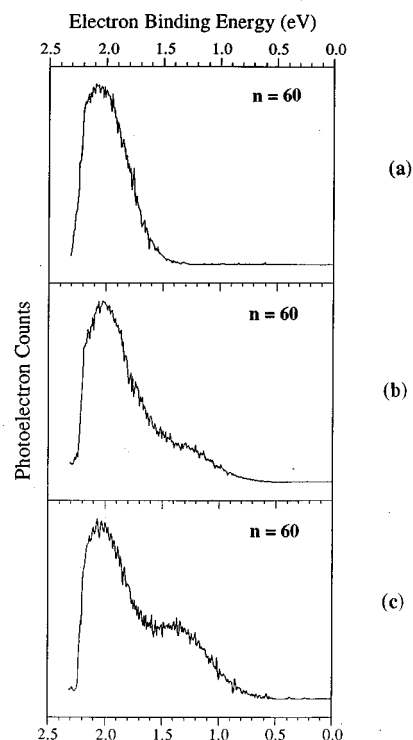 Electron Binding Energy (eV)
2.5 2.0 1.5 1.0 0.5 0.0
n = 60
(a)
n = 60
(b)
n = 60
(c)
Photoelectron Counts
2.5 2.0 1.5 1.0 0.5 0.0